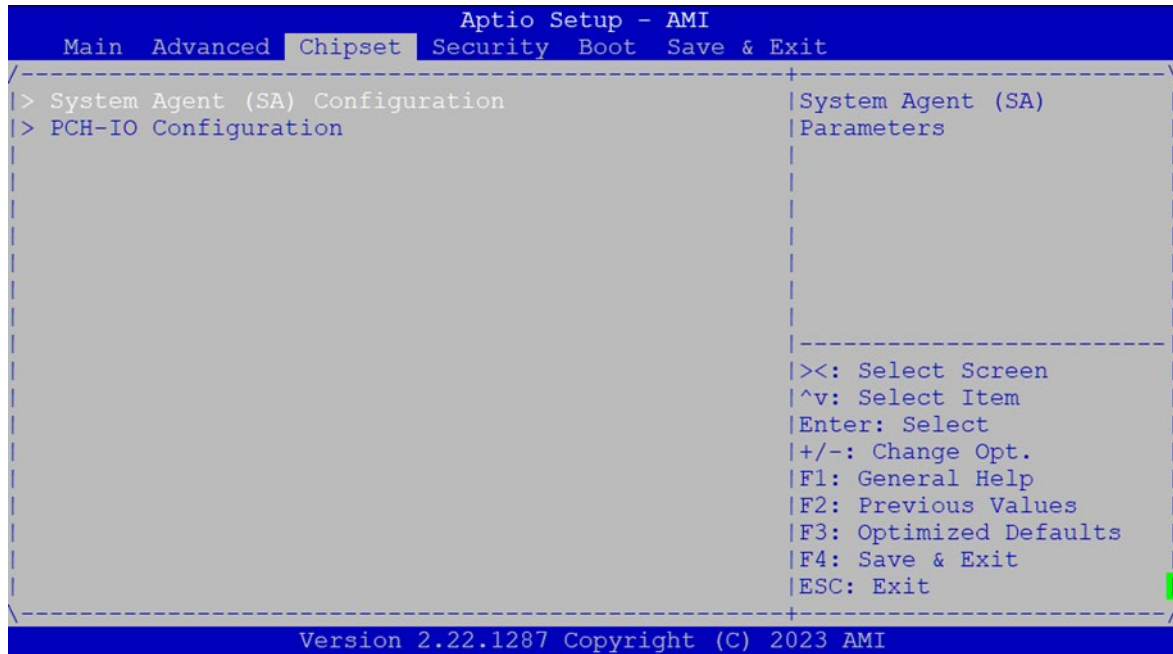 Aptio Setup - AMI
Main Advanced Chipset Security Boot Save & Exit
> System Agent (SA) Configuration
> PCH-IO Configuration
System Agent (SA)
Parameters
><: Select Screen
^v: Select Item
Enter: Select
+/-: Change Opt.
F1: General Help
F2: Previous Values
F3: Optimized Defaults
F4: Save & Exit
ESC: Exit
Version 2.22.1287 Copyright (C) 2023 AMI